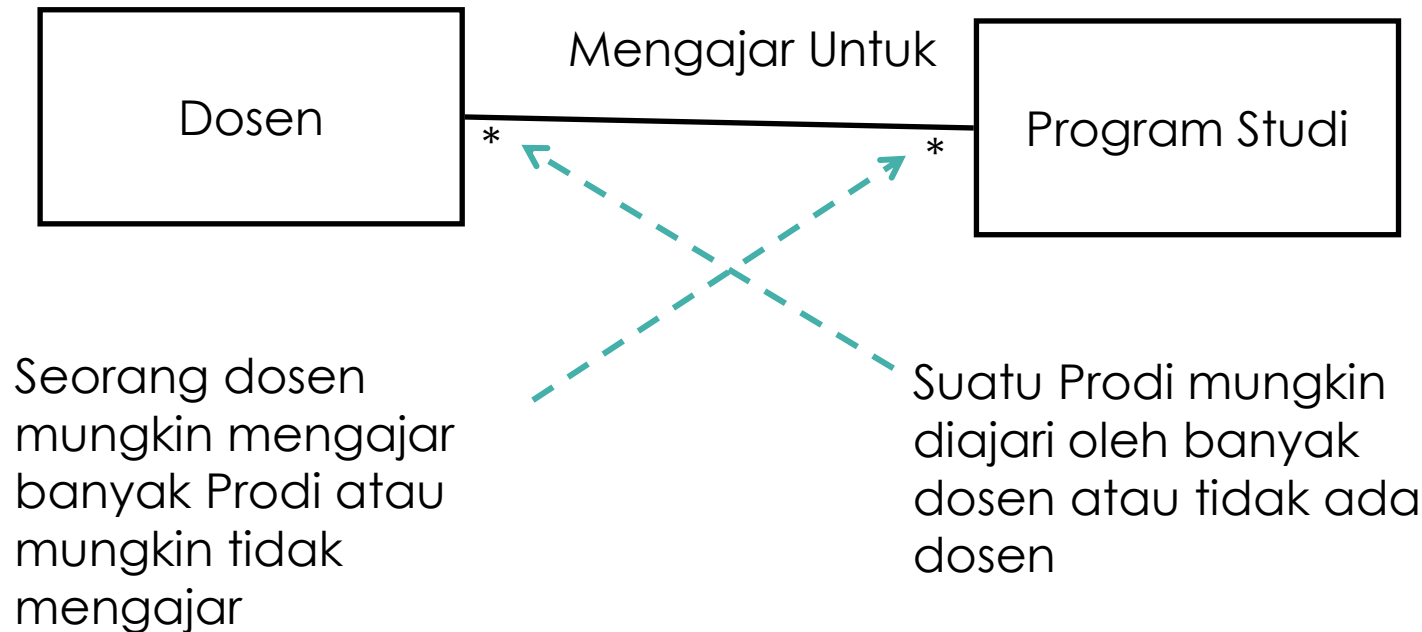 Mengajar Untuk
Dosen
*
*
Program Studi
Seorang dosen
mungkin mengajar
banyak Prodi atau
mungkin tidak
mengajar
Suatu Prodi mungkin
diajari oleh banyak
dosen atau tidak ada
dosen